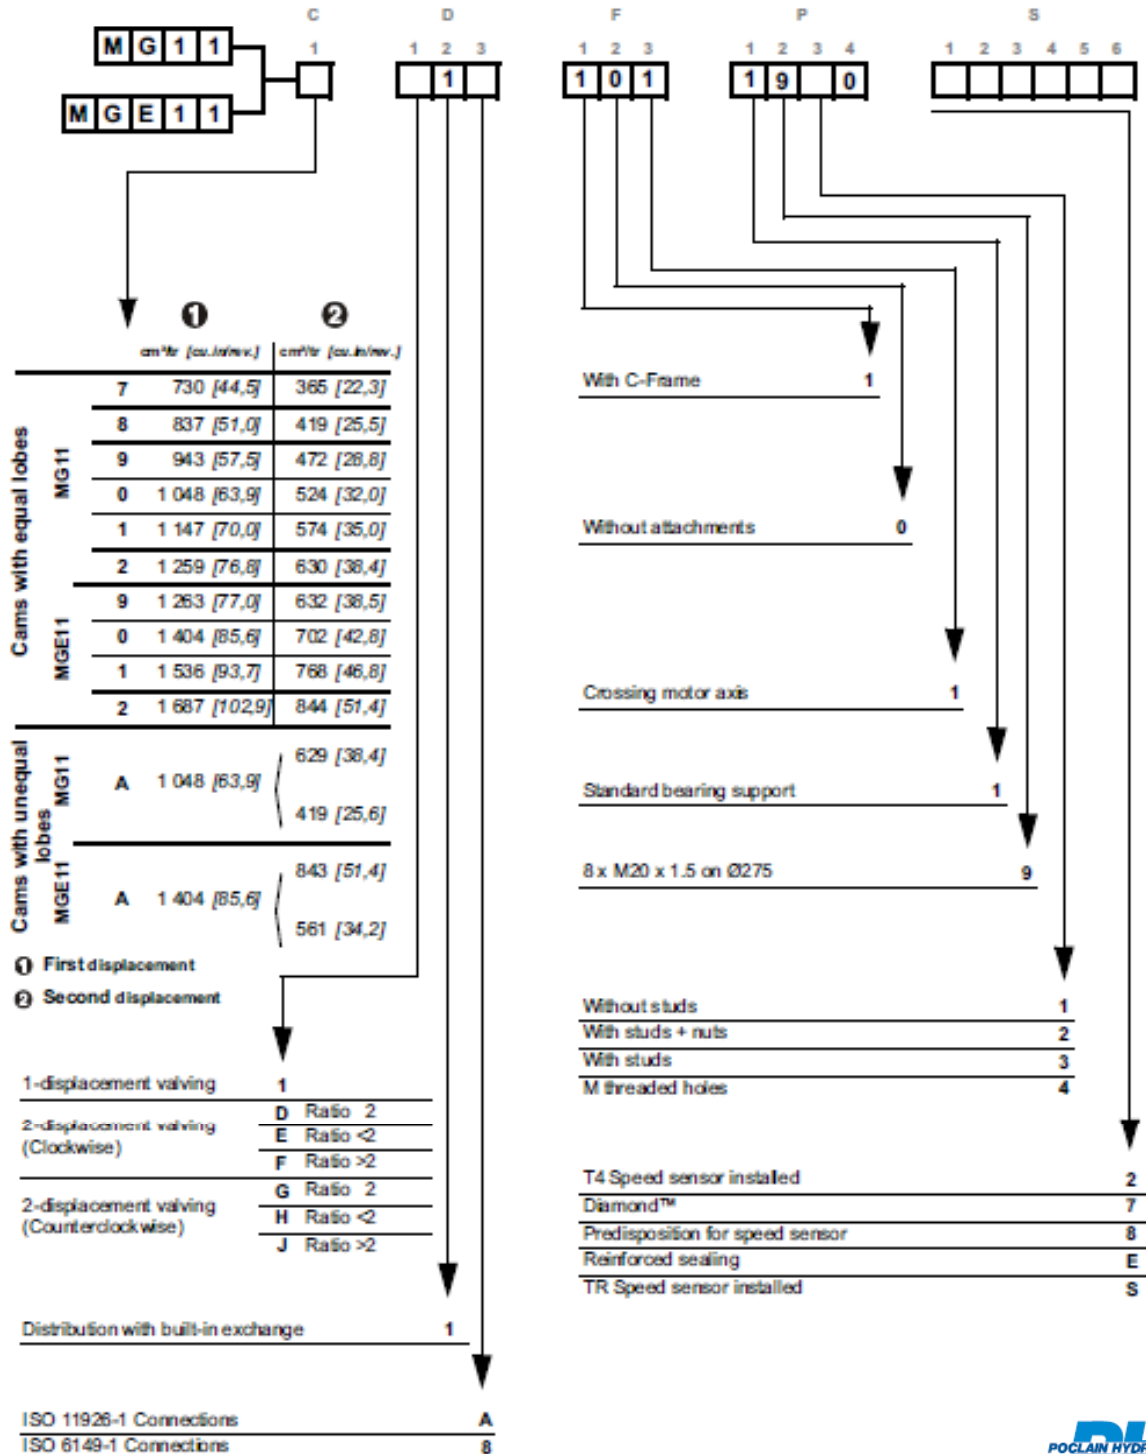 C D F P S
1 1 2 3 1 2 3 1 2 3 4 1 2 3 4 5 6
M G 1 1
1 1 0 1 1 9 0
M G E 1 1
1 2
cm³/tr [cu.in/rev.] cm³/tr [cu.in/rev.]
Cams with equal lobes
MG11
7 730 [44,5] 365 [22,3]
8 837 [51,0] 419 [25,5]
9 943 [57,5] 472 [28,8]
0 1 048 [63,9] 524 [32,0]
1 1 147 [70,0] 574 [35,0]
2 1 259 [76,8] 630 [38,4]
MGE11
9 1 263 [77,0] 632 [38,5]
0 1 404 [85,6] 702 [42,8]
1 1 536 [93,7] 768 [46,8]
2 1 687 [102,9] 844 [51,4]
Cams with unequal
lobes
MG11
A 1 048 [63,9]
629 [38,4]
419 [25,6]
MGE11
A 1 404 [85,6]
843 [51,4]
561 [34,2]
1 First displacement
2 Second displacement
1-displacement valving 1
2-displacement valving
(Clockwise)
D Ratio 2
E Ratio <2
F Ratio >2
2-displacement valving
(Counterclockwise)
G Ratio 2
H Ratio <2
J Ratio >2
Distribution with built-in exchange 1
ISO 11926-1 Connections A
ISO 6149-1 Connections 8
With C-Frame 1
Without attachments 0
Crossing motor axis 1
Standard bearing support 1
8 x M20 x 1.5 on Ø275 9
Without studs 1
With studs + nuts 2
With studs 3
M threaded holes 4
T4 Speed sensor installed 2
Diamond™ 7
Predisposition for speed sensor 8
Reinforced sealing E
TR Speed sensor installed S
POCLAIN HYD